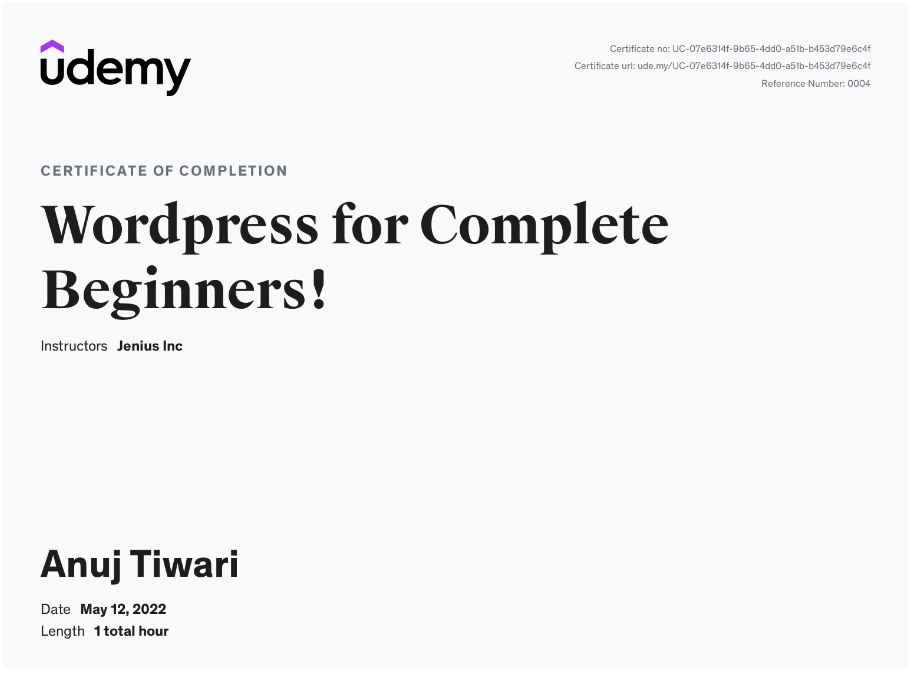 udemy
Certificate no: UC-07e6314f-9b65-4dd0-a51b-b453d79e6c4f
Certificate url: ude.my/UC-07e6314f-9b65-4dd0-a51b-b453d79e6c4f
Reference Number: 0004
CERTIFICATE OF COMPLETION
Wordpress for Complete
Beginners!
Instructors Jenius Inc
Anuj Tiwari
Date May 12, 2022
Length 1 total hour